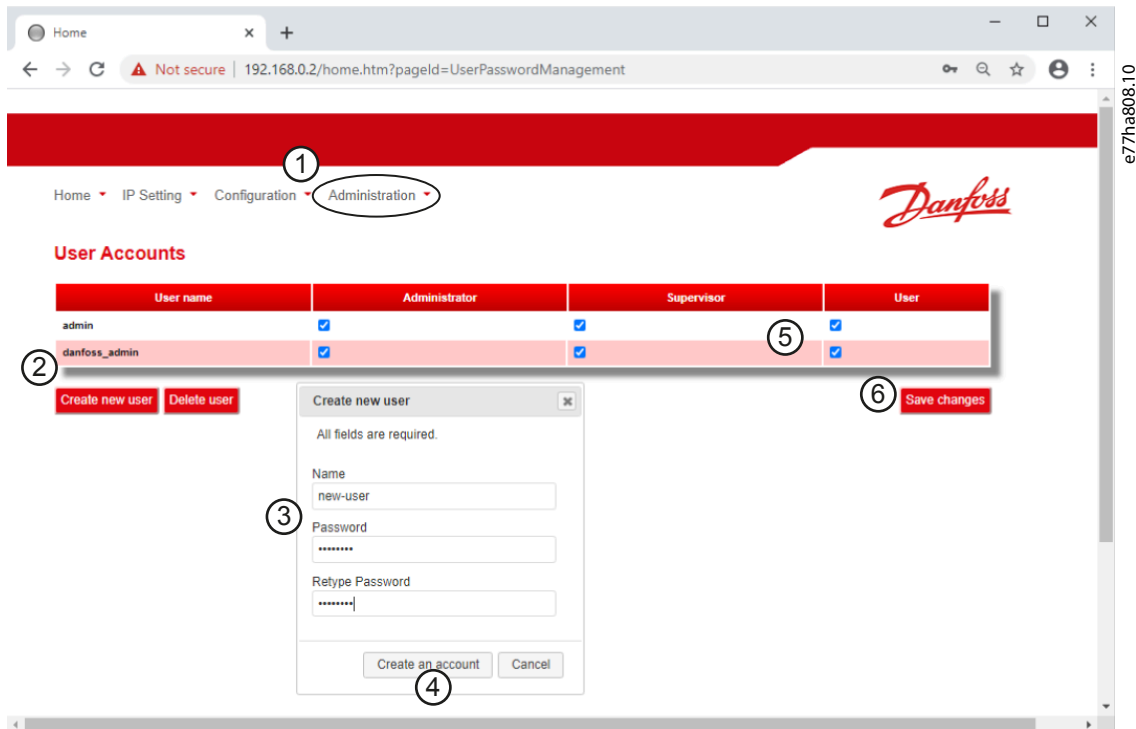 Home
Not secure 192.168.0.2/home.htm?pageId=UserPasswordManagement
e77ha808.10
1
Home IP Setting Configuration Administration
Danfoss
User Accounts
User name Administrator Supervisor User
admin
5
danfoss_admin
2
Create new user Delete user
6
Save changes
Create new user
All fields are required.
Name
new-user
3
Password
••••••••
Retype Password
••••••••
Create an account Cancel
4